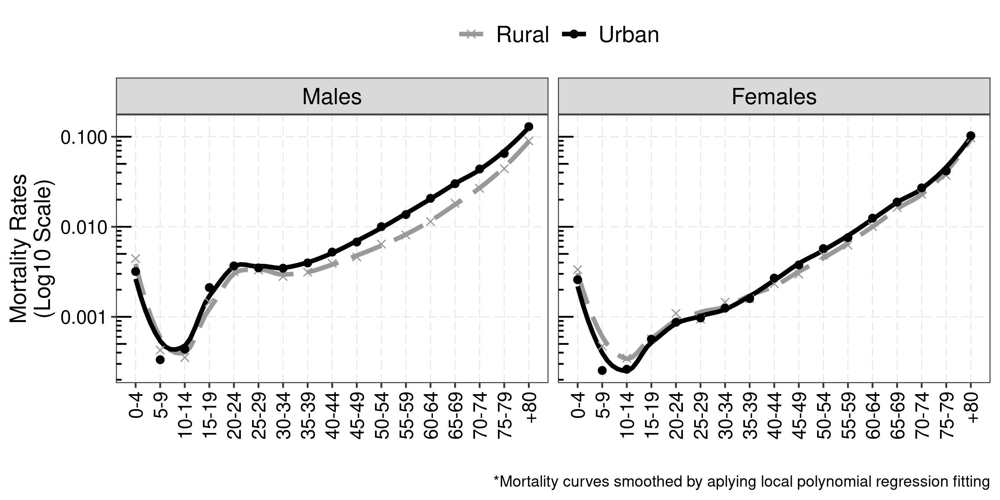 Rural Urban
Males
Females
Mortality Rates
(Log10 Scale)
0.100
0.010
0.001
0-4 5-9 10-14 15-19 20-24 25-29 30-34 35-39 40-44 45-49 50-54 55-59 60-64 65-69 70-74 75-79 +80
0-4 5-9 10-14 15-19 20-24 25-29 30-34 35-39 40-44 45-49 50-54 55-59 60-64 65-69 70-74 75-79 +80
*Mortality curves smoothed by aplying local polynomial regression fitting